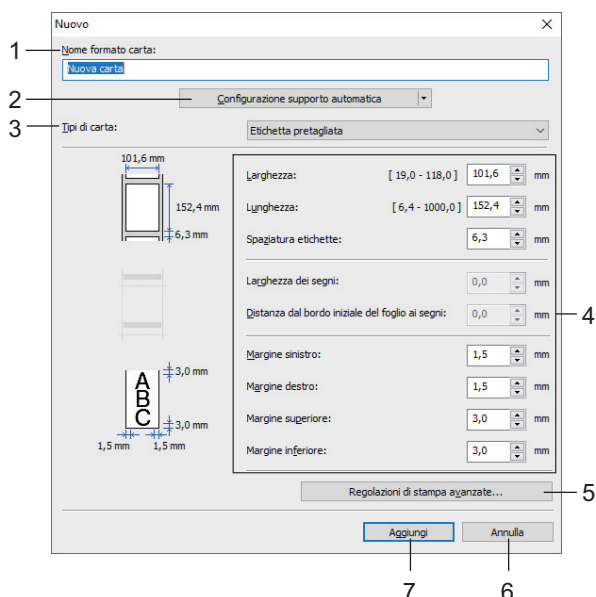 Nuovo
1
Nome formato carta:
Nuova carta
2
Configurazione supporto automatica
3
Tipi di carta:
Etichetta pretagliata
101,6 mm
152,4 mm
6,3 mm
Larghezza: [ 19,0 - 118,0 ] 101,6 mm
Lunghezza: [ 6,4 - 1000,0 ] 152,4 mm
Spaziatura etichette: 6,3 mm
Larghezza dei segni: 0,0 mm
Distanza dal bordo iniziale del foglio ai segni: 0,0 mm
4
Margine sinistro: 1,5 mm
Margine destro: 1,5 mm
Margine superiore: 3,0 mm
Margine inferiore: 3,0 mm
A
B
C
3,0 mm
3,0 mm
1,5 mm 1,5 mm
Regolazioni di stampa avanzate...
5
Aggiungi Annulla
7 6